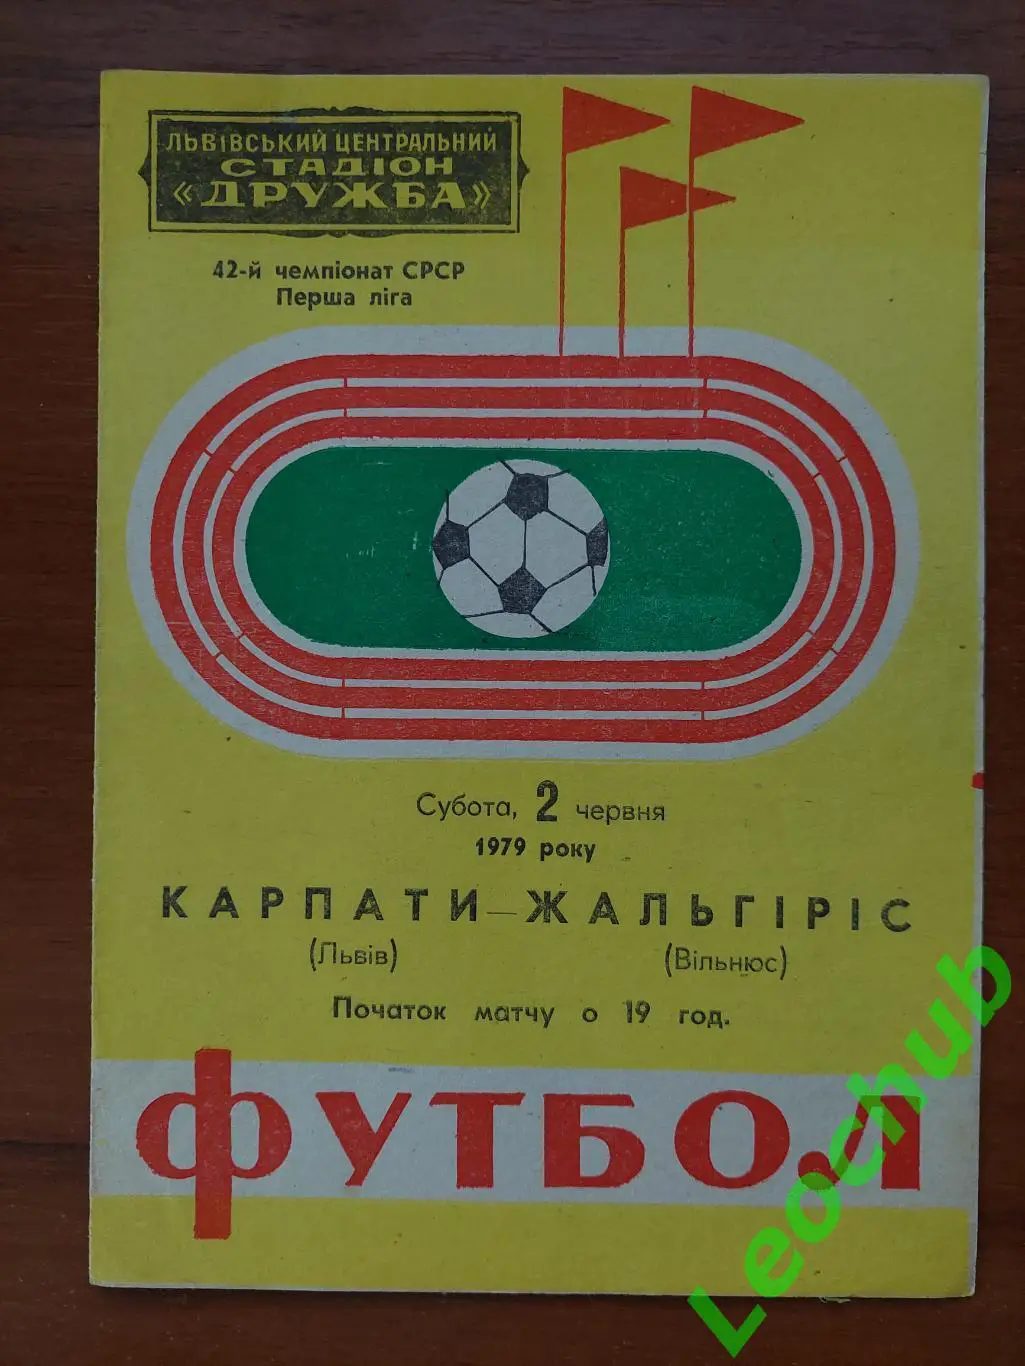 ЛЬВІВСЬКИЙ ЦЕНТРАЛЬНИЙ
СТАДІОН
«ДРУЖБА»
42-й чемпіонат СРСР
Перша ліга
Субота, 2 червня
1979 року
КАРПАТИ – ЖАЛЬГІРІС
(Львів) (Вільнюс)
Початок матчу о 19 год.
ФУТБОЛ
Leochub